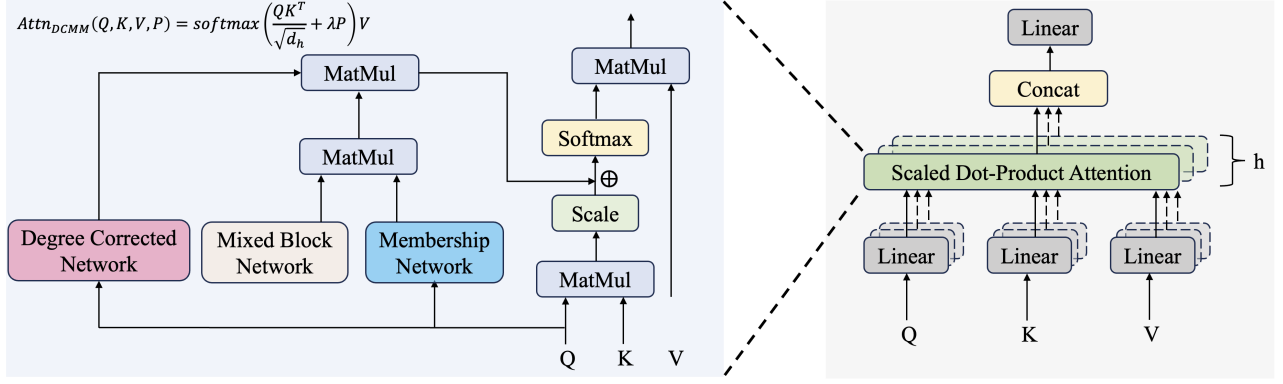 Attn_DCMM(Q, K, V, P) = softmax(QK^T / √d_h + λP)V
MatMul
MatMul
Softmax
MatMul
⊕
Scale
Degree Corrected
Network
Mixed Block
Network
Membership
Network
MatMul
Q K V
Linear
Concat
Scaled Dot-Product Attention
h
Linear Linear Linear
Q K V